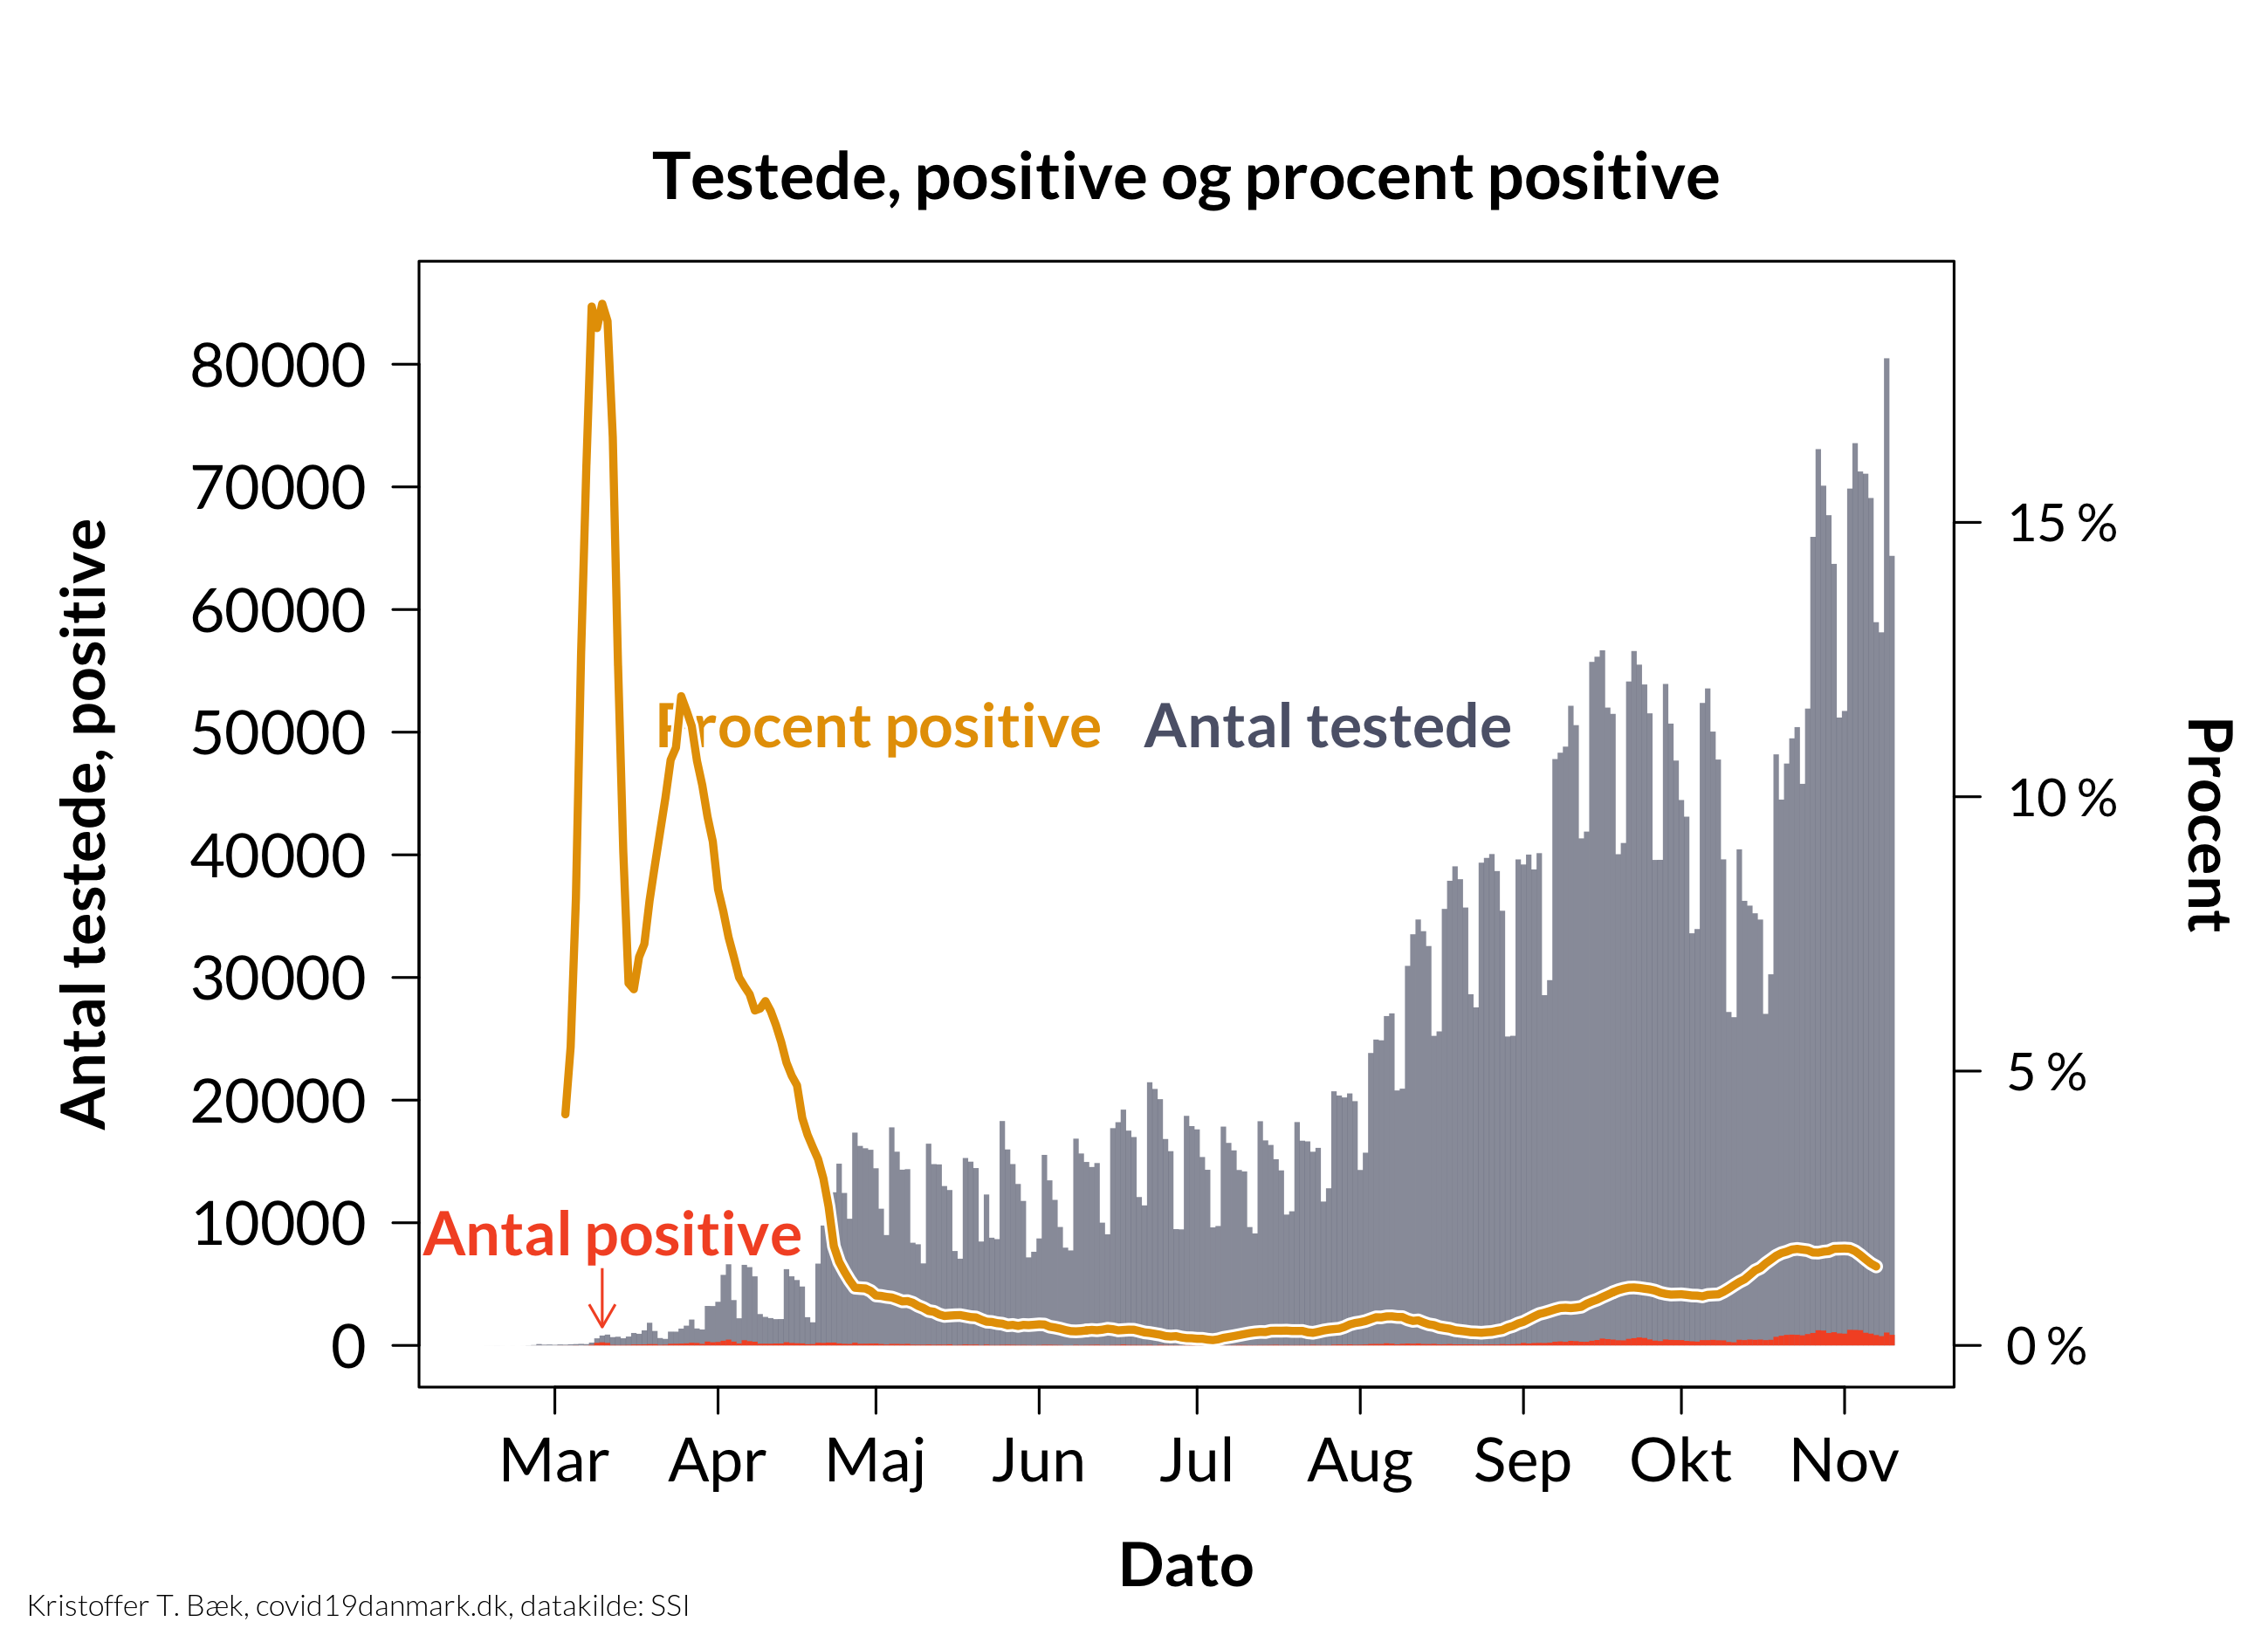 Testede, positive og procent positive
Antal testede, positive
80000
70000
60000
50000
40000
30000
20000
10000
0
Procent positive
Antal testede
Antal positive
15 %
10 %
5 %
0 %
Procent
Mar Apr Maj Jun Jul Aug Sep Okt Nov
Dato
Kristoffer T. Bæk, covid19danmark.dk, datakilde: SSI